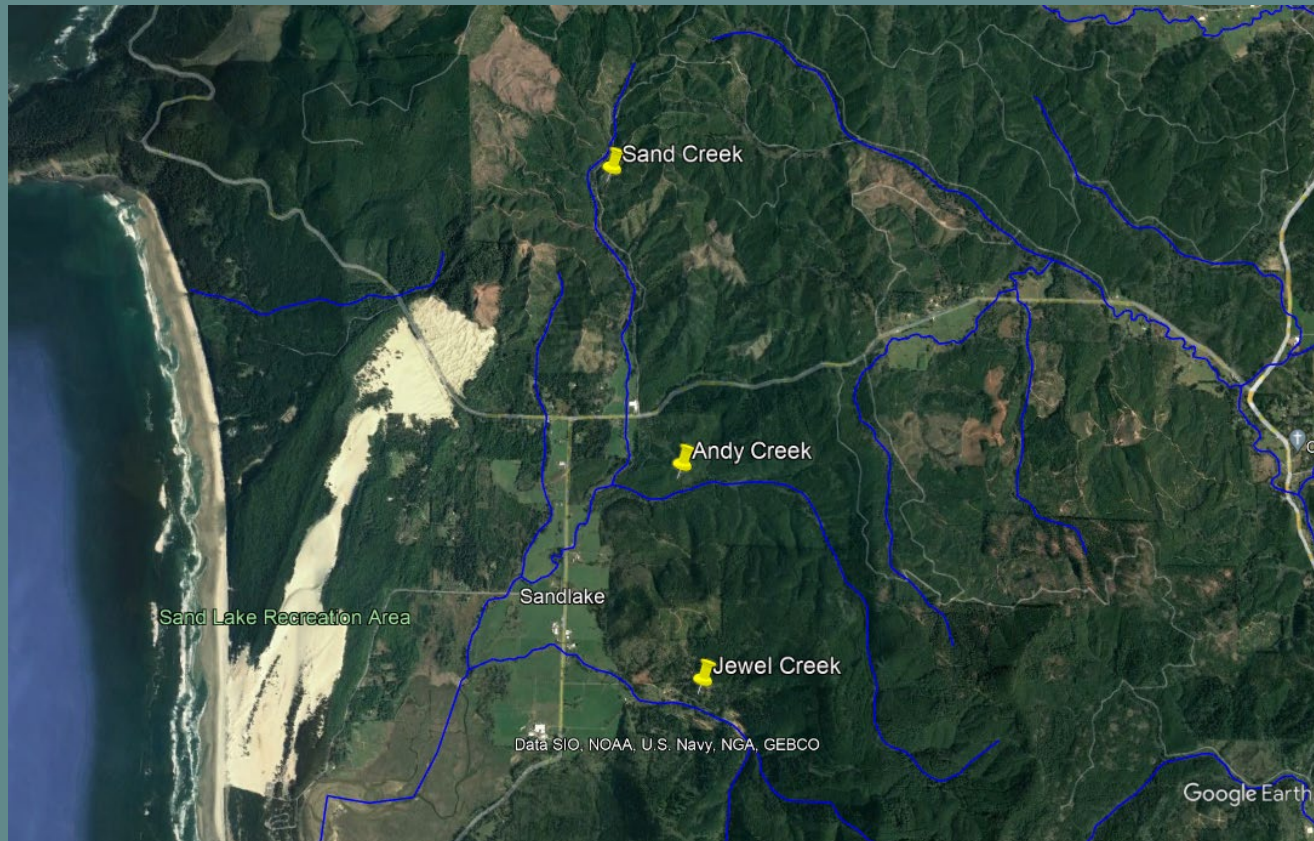 Sand Creek
Andy Creek
Sandlake
Sand Lake Recreation Area
Jewel Creek
Data SIO, NOAA, U.S. Navy, NGA, GEBCO
Google Earth